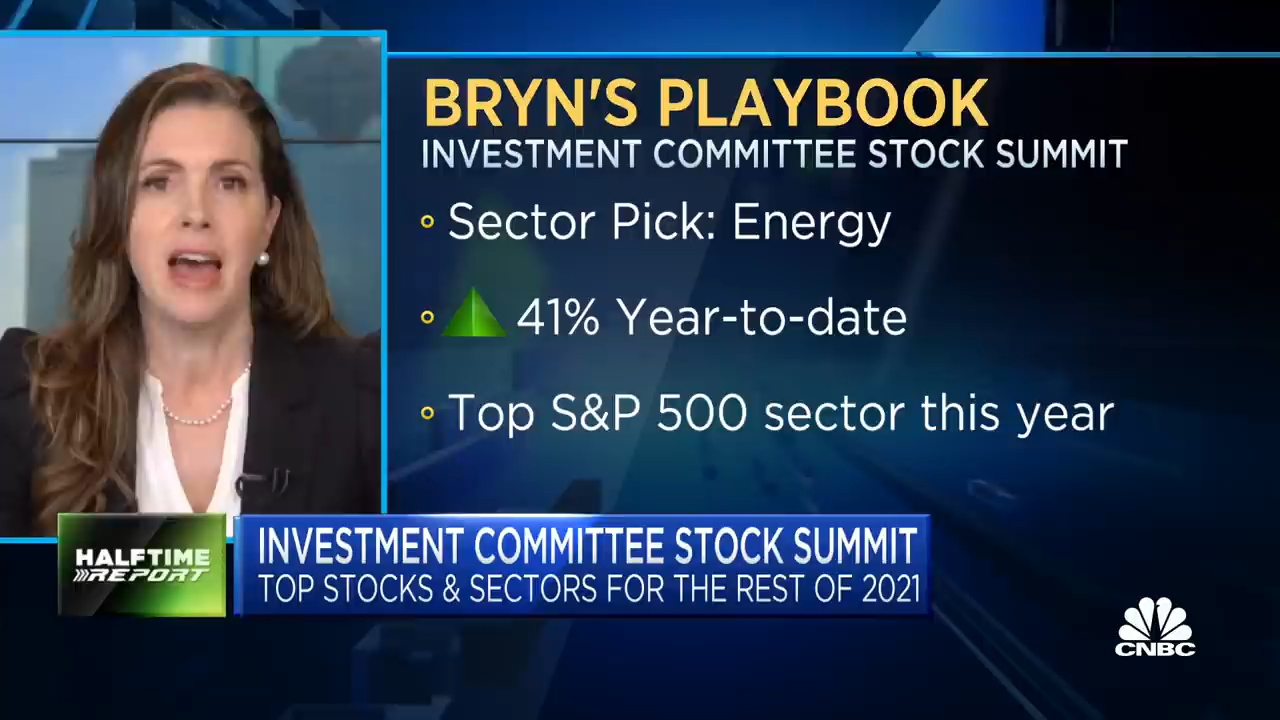 BRYN'S PLAYBOOK
INVESTMENT COMMITTEE STOCK SUMMIT
Sector Pick: Energy
41% Year-to-date
Top S&P 500 sector this year
HALFTIME
REPORT
INVESTMENT COMMITTEE STOCK SUMMIT
TOP STOCKS & SECTORS FOR THE REST OF 2021
CNBC